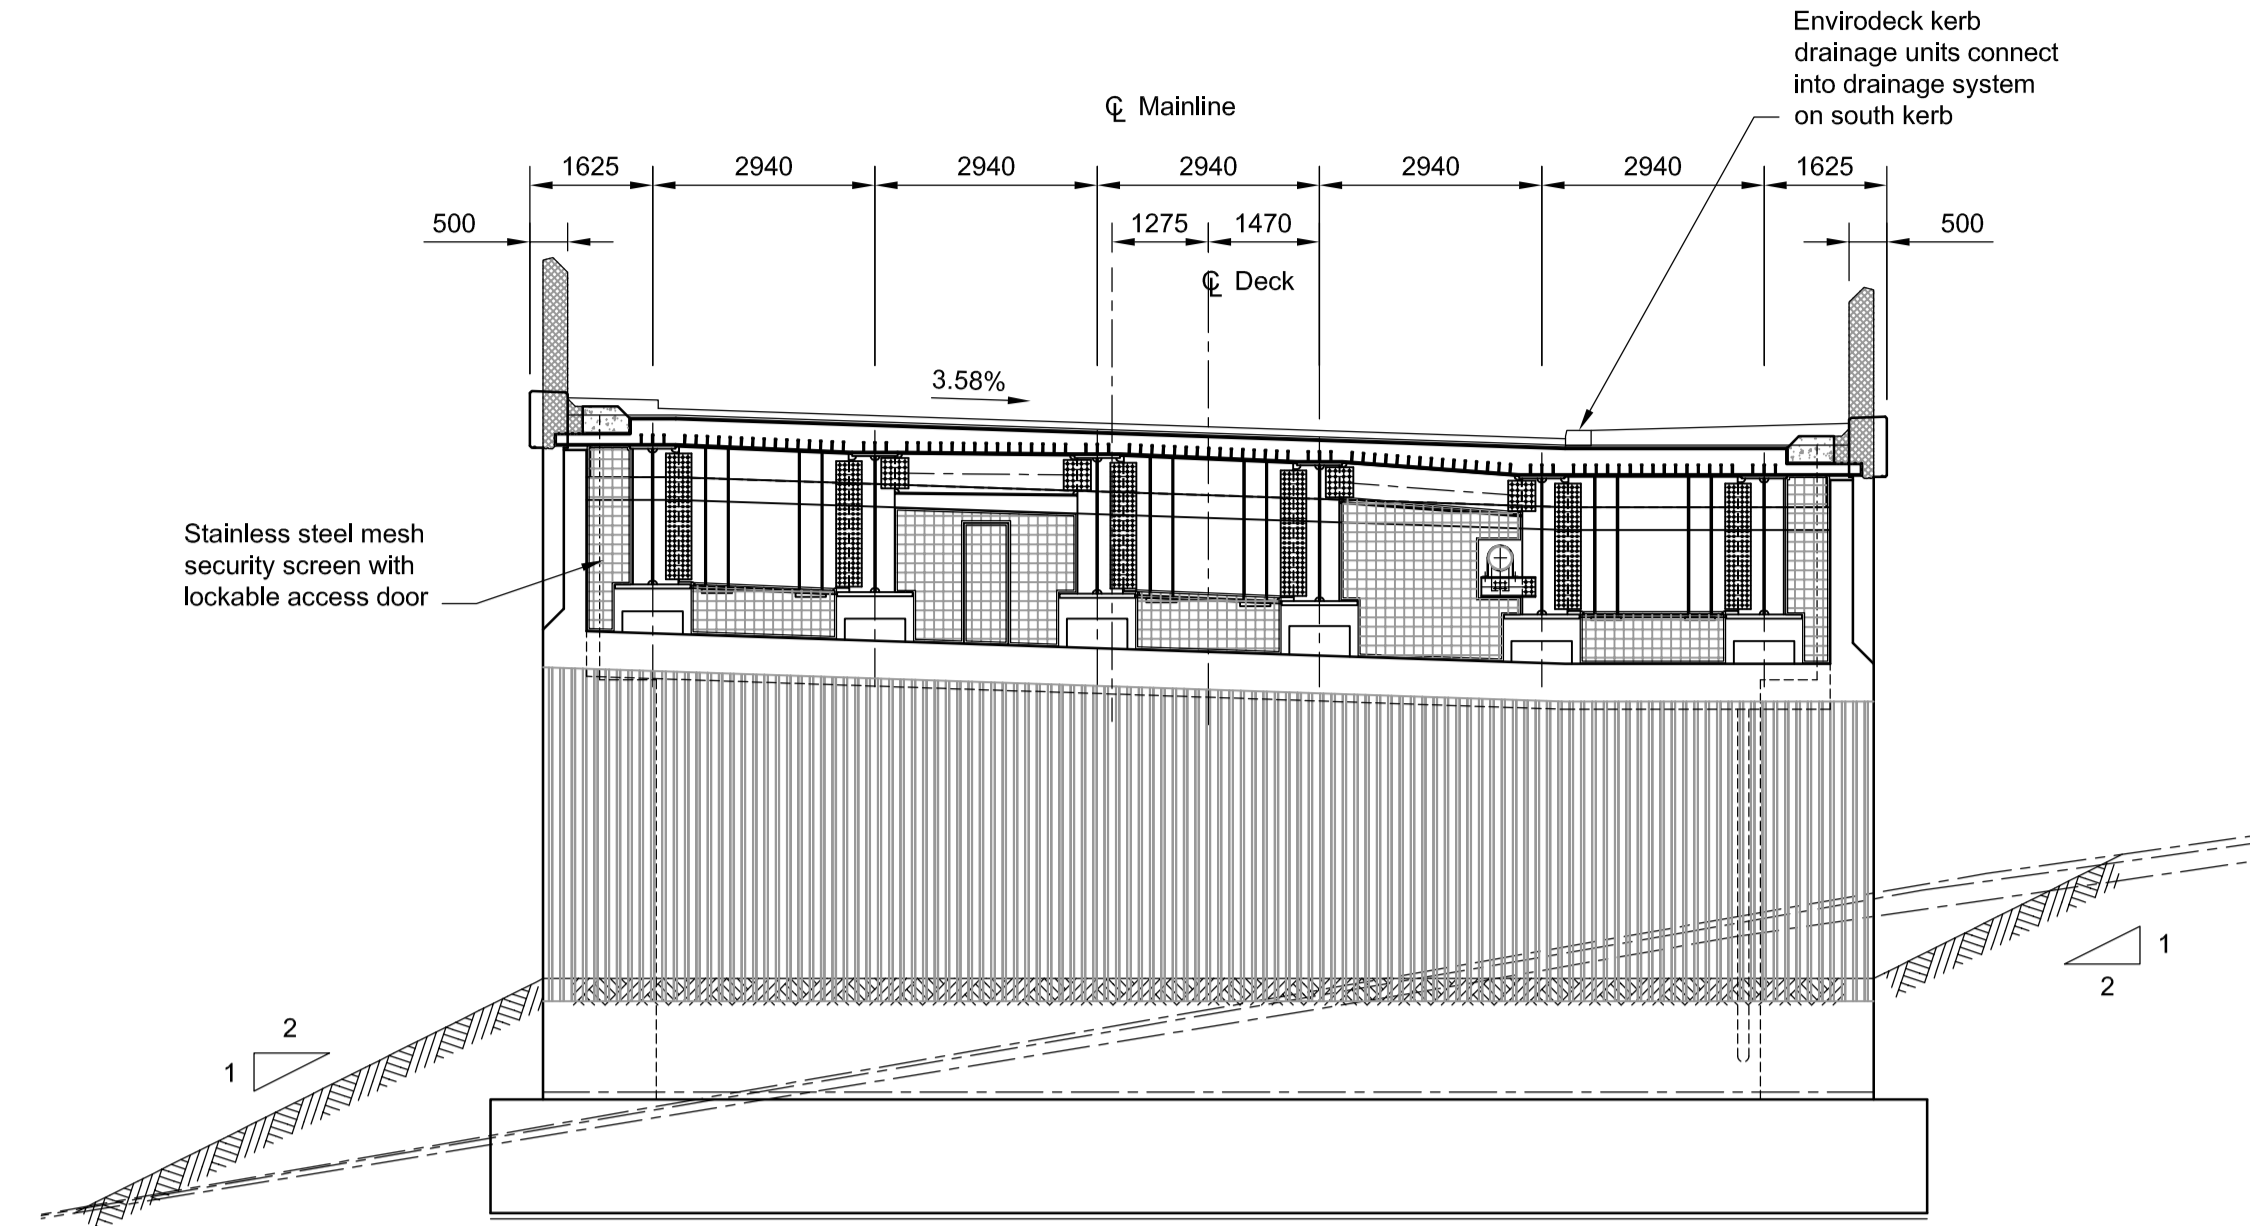 Envirodeck kerb
drainage units connect
into drainage system
on south kerb
℄ Mainline
1625 2940 2940 2940 2940 2940 1625
500 1275 1470 500
℄ Deck
3.58%
Stainless steel mesh
security screen with
lockable access door
1
2
2
1